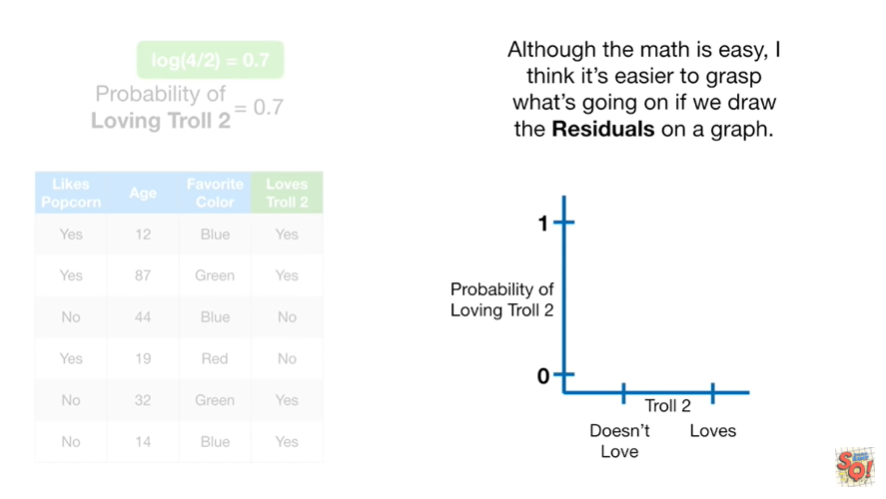 log(4/2) = 0.7
Probability of
Loving Troll 2 = 0.7
Likes Popcorn Age Favorite Color Loves Troll 2
Yes 12 Blue Yes
Yes 87 Green Yes
No 44 Blue No
Yes 19 Red No
No 32 Green Yes
No 14 Blue Yes
Although the math is easy, I
think it’s easier to grasp
what’s going on if we draw
the Residuals on a graph.
1
Probability of
Loving Troll 2
0
Troll 2
Doesn’t
Love
Loves
SQ!